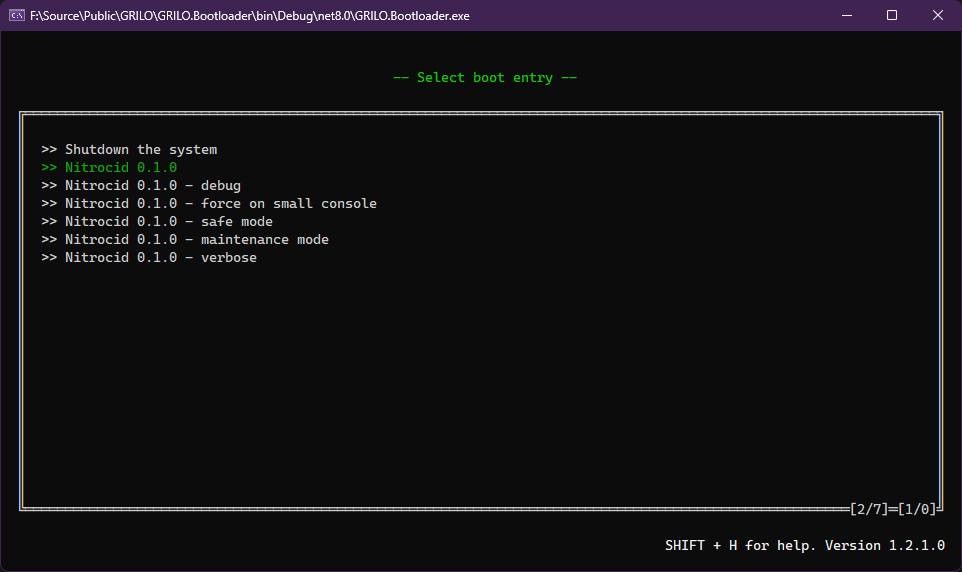 F:\Source\Public\GRILO\GRILO.Bootloader\bin\Debug\net8.0\GRILO.Bootloader.exe
-- Select boot entry --
>> Shutdown the system
>> Nitrocid 0.1.0
>> Nitrocid 0.1.0 - debug
>> Nitrocid 0.1.0 - force on small console
>> Nitrocid 0.1.0 - safe mode
>> Nitrocid 0.1.0 - maintenance mode
>> Nitrocid 0.1.0 - verbose
[2/7]═[1/0]
SHIFT + H for help. Version 1.2.1.0